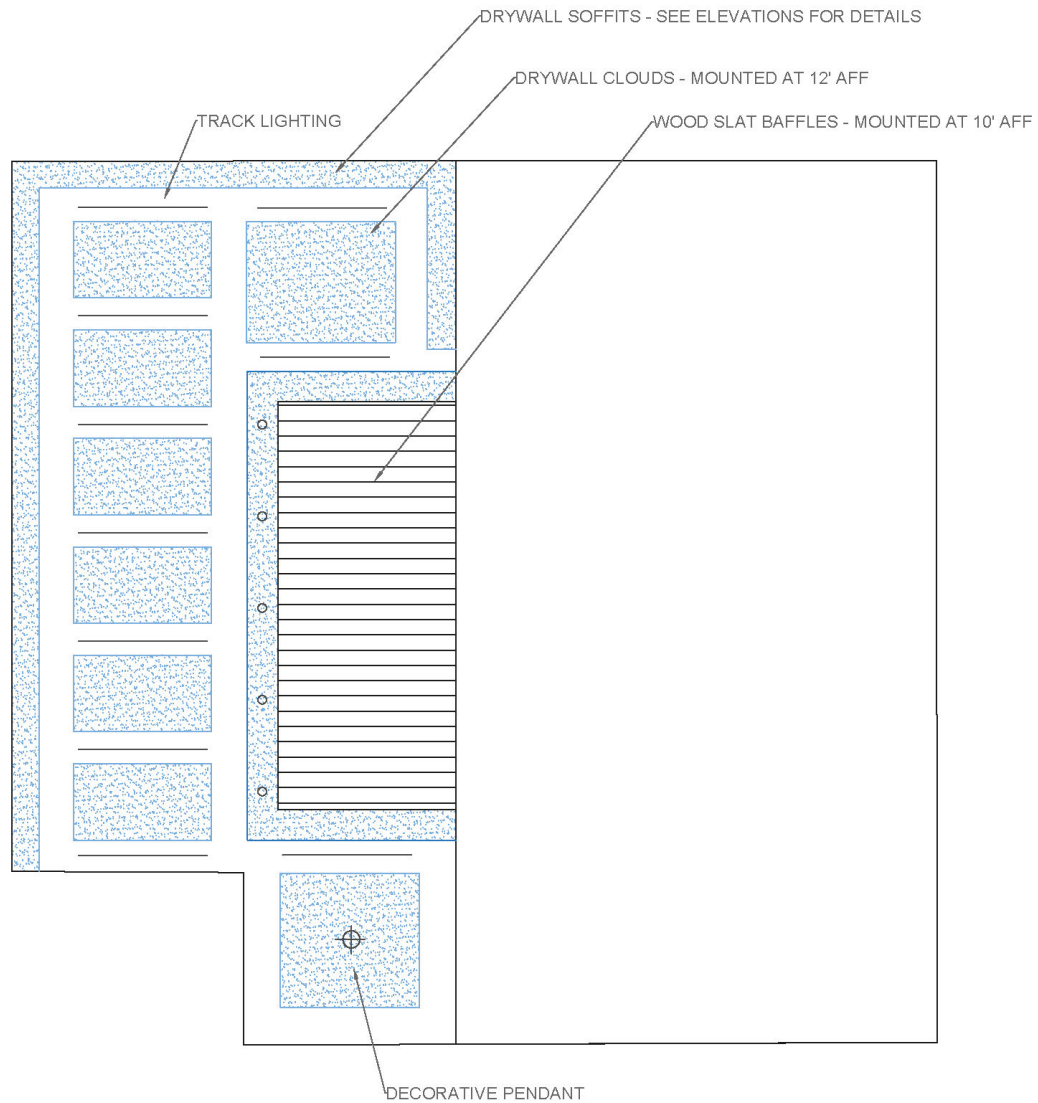 DRYWALL SOFFITS - SEE ELEVATIONS FOR DETAILS
DRYWALL CLOUDS - MOUNTED AT 12' AFF
TRACK LIGHTING
WOOD SLAT BAFFLES - MOUNTED AT 10' AFF
DECORATIVE PENDANT